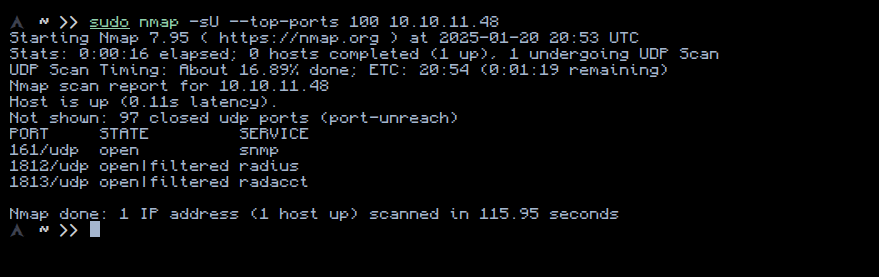 ~ >> sudo nmap -sU --top-ports 100 10.10.11.48
Starting Nmap 7.95 ( https://nmap.org ) at 2025-01-20 20:53 UTC
Stats: 0:00:16 elapsed; 0 hosts completed (1 up), 1 undergoing UDP Scan
UDP Scan Timing: About 16.89% done; ETC: 20:54 (0:01:19 remaining)
Nmap scan report for 10.10.11.48
Host is up (0.11s latency).
Not shown: 97 closed udp ports (port-unreach)
PORT     STATE         SERVICE
161/udp  open          snmp
1812/udp open|filtered radius
1813/udp open|filtered radacct

Nmap done: 1 IP address (1 host up) scanned in 115.95 seconds
~ >>